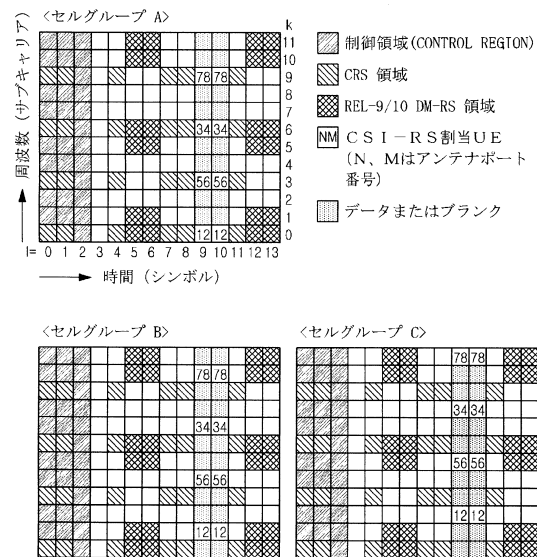 <セルグループ A>
k
11
10
9
8
7
6
5
4
3
2
1
0
78 78
34 34
56 56
12 12
周波数 (サブキャリア)
l= 0 1 2 3 4 5 6 7 8 9 10 11 12 13
時間 (シンボル)
制御領域(CONTROL REGION)
CRS 領域
REL-9/10 DM-RS 領域
NM CSI-RS割当UE
(N、Mはアンテナポート
番号)
データまたはブランク
<セルグループ B>
78 78
34 34
56 56
12 12
<セルグループ C>
78 78
34 34
56 56
12 12